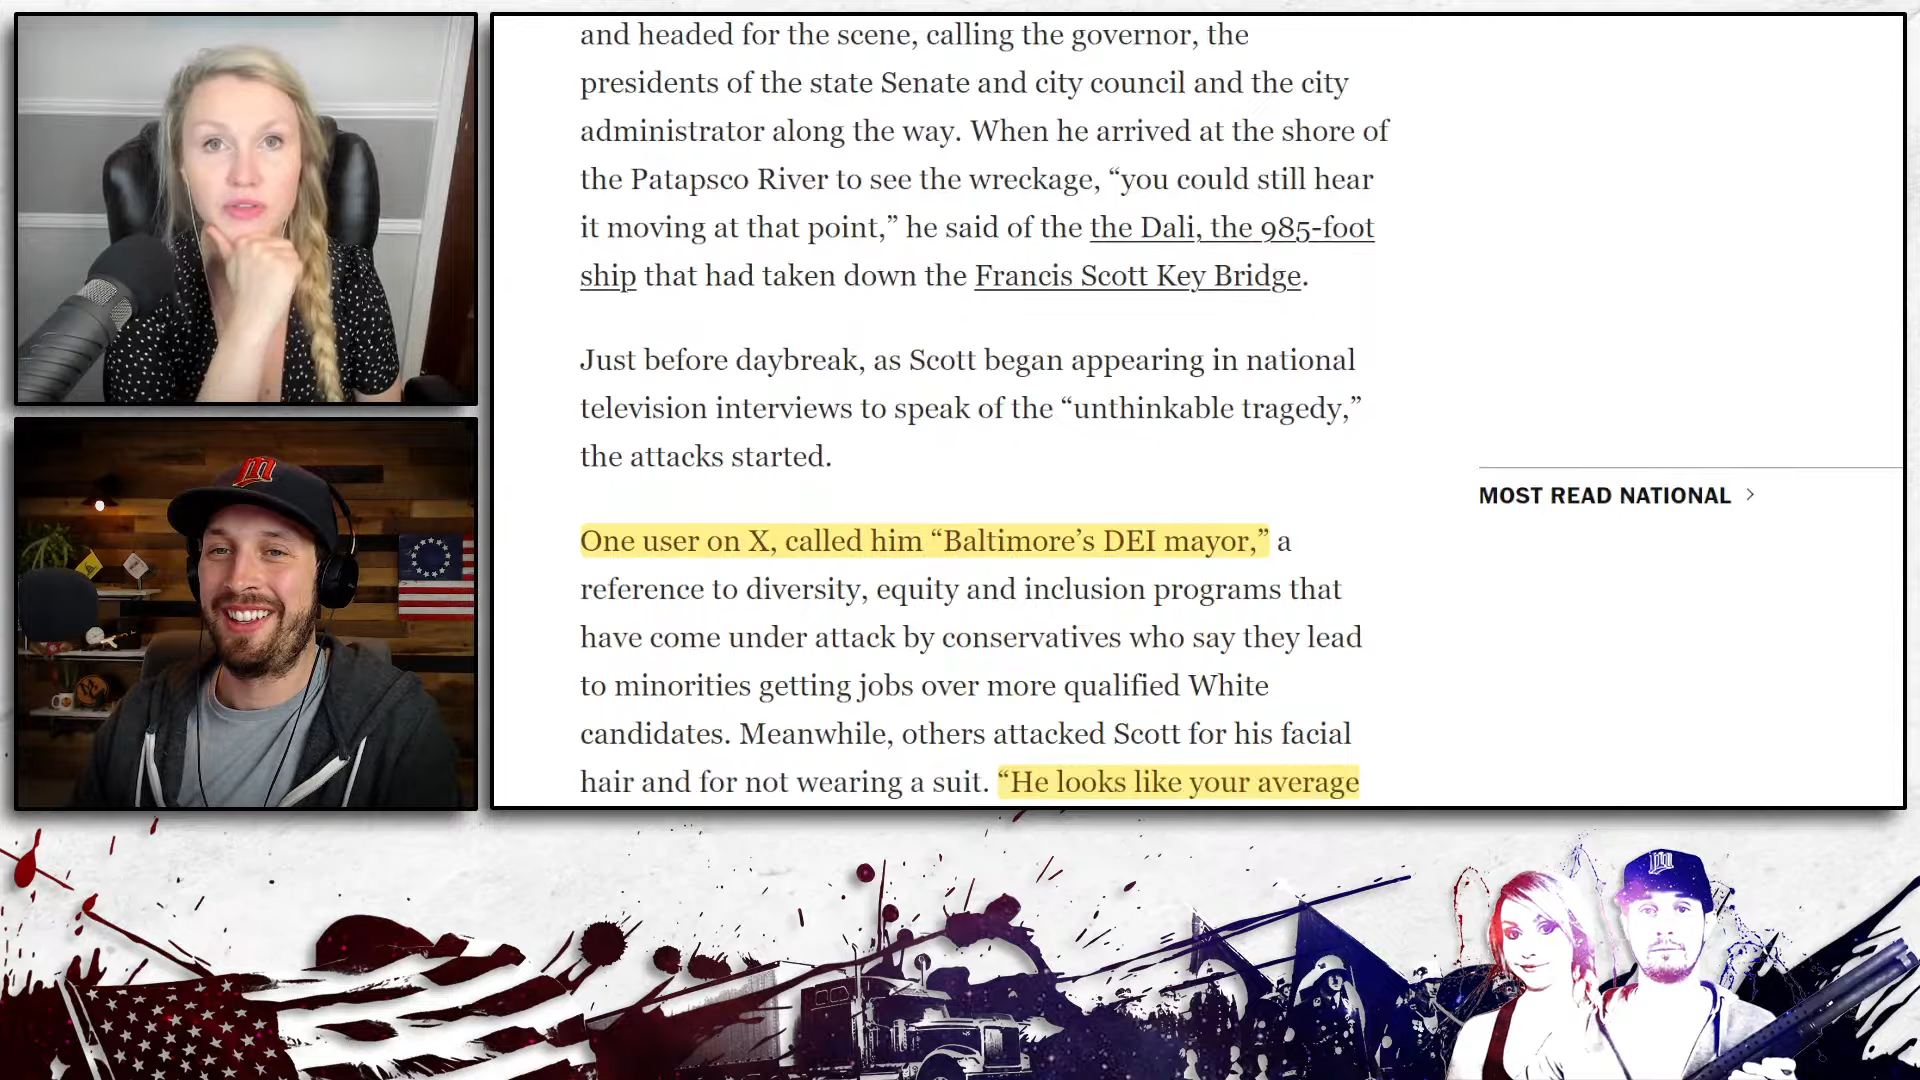 and headed for the scene, calling the governor, the
presidents of the state Senate and city council and the city
administrator along the way. When he arrived at the shore of
the Patapsco River to see the wreckage, “you could still hear
it moving at that point,” he said of the the Dali, the 985-foot
ship that had taken down the Francis Scott Key Bridge.
Just before daybreak, as Scott began appearing in national
television interviews to speak of the “unthinkable tragedy,”
the attacks started.
One user on X, called him “Baltimore’s DEI mayor,” a
reference to diversity, equity and inclusion programs that
have come under attack by conservatives who say they lead
to minorities getting jobs over more qualified White
candidates. Meanwhile, others attacked Scott for his facial
hair and for not wearing a suit. “He looks like your average
MOST READ NATIONAL >